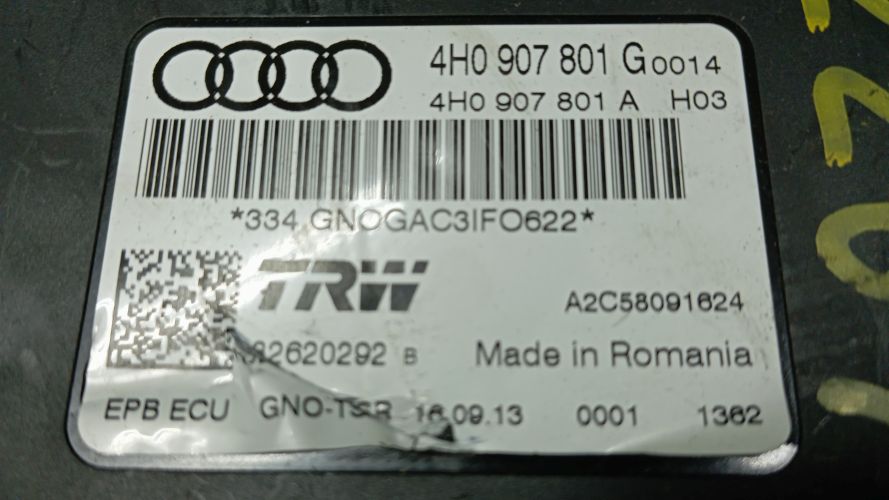 4H0 907 801 G 0014
4H0 907 801 A H03
*334 GNOGAC3IFO622*
TRW
A2C58091624
B Made in Romania
EPB ECU GNO-TSR 16.09.13 0001 1362